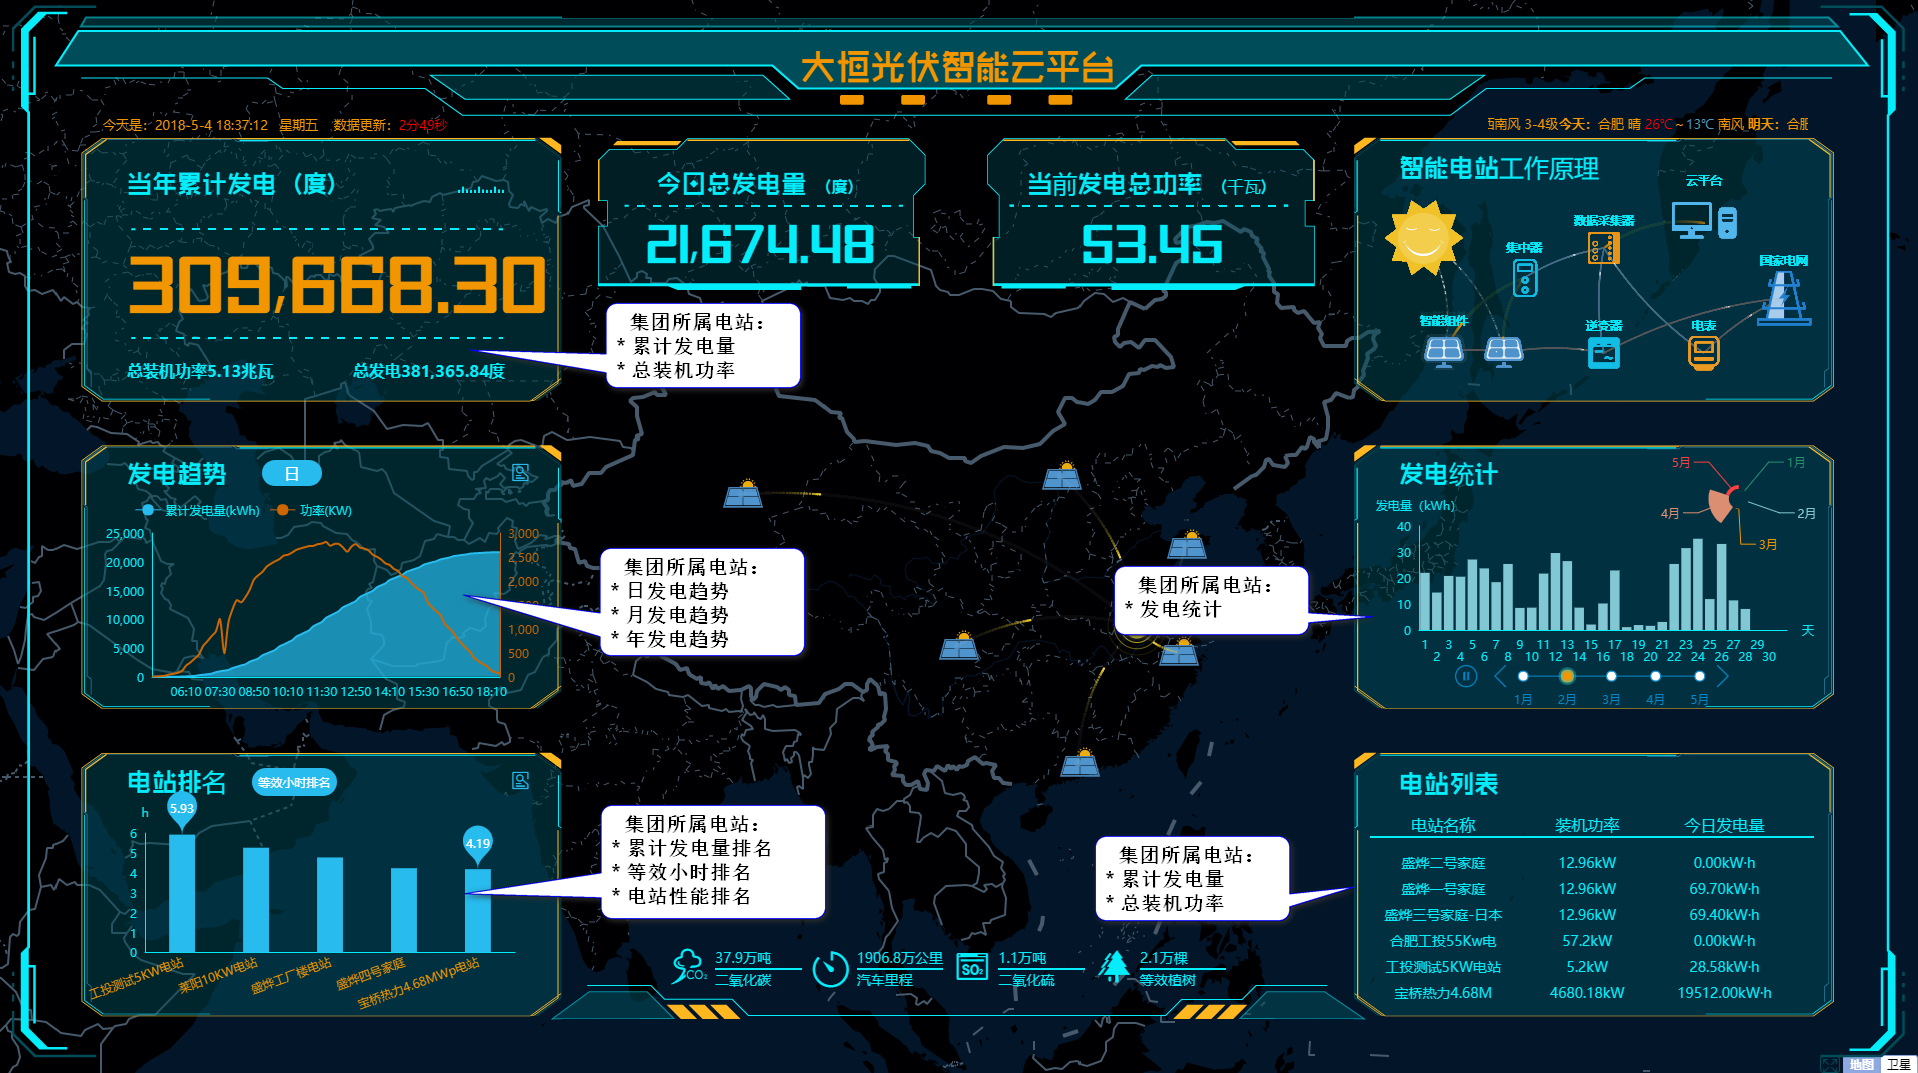 大恒光伏智能云平台
今天是：2018-5-4 18:37:12 星期五 数据更新：2分49秒
西南风 3-4级 今天：合肥 晴 26℃～13℃ 南风 明天：合肥
当年累计发电（度）
309,668.30
总装机功率5.13兆瓦 总发电381,365.84度
今日总发电量（度）
21,674.48
当前发电总功率（千瓦）
53.45
智能电站工作原理
云平台
数据采集器
集中器
国家电网
智能组件
逆变器
电表
集团所属电站：
* 累计发电量
* 总装机功率
发电趋势 日
累计发电量(kWh) 功率(KW)
25,000
20,000
15,000
10,000
5,000
0
3,000
2,500
2,000
1,000
500
0
06:10 07:30 08:50 10:10 11:30 12:50 14:10 15:30 16:50 18:10
集团所属电站：
* 日发电趋势
* 月发电趋势
* 年发电趋势
集团所属电站：
* 发电统计
发电统计
5月 1月
4月 2月
3月
发电量（kWh）
40
30
20
10
0
天
1 3 5 7 9 11 13 15 17 19 21 23 25 27 29
2 4 6 8 10 12 14 16 18 20 22 24 26 28 30
1月 2月 3月 4月 5月
电站排名 等效小时排名
h
5.93
4.19
6
5
4
3
2
1
0
工投测试5KW电站
莱阳10KW电站
盛烨工厂楼电站
盛烨四号家庭
宝桥热力4.68MWp电站
集团所属电站：
* 累计发电量排名
* 等效小时排名
* 电站性能排名
集团所属电站：
* 累计发电量
* 总装机功率
电站列表
电站名称 装机功率 今日发电量
盛烨二号家庭 12.96kW 0.00kW·h
盛烨一号家庭 12.96kW 69.70kW·h
盛烨三号家庭-日本 12.96kW 69.40kW·h
合肥工投55Kw电 57.2kW 0.00kW·h
工投测试5KW电站 5.2kW 28.58kW·h
宝桥热力4.68M 4680.18kW 19512.00kW·h
CO₂ 37.9万吨
二氧化碳
1906.8万公里
汽车里程
SO₂ 1.1万吨
二氧化硫
2.1万棵
等效植树
地图 卫星